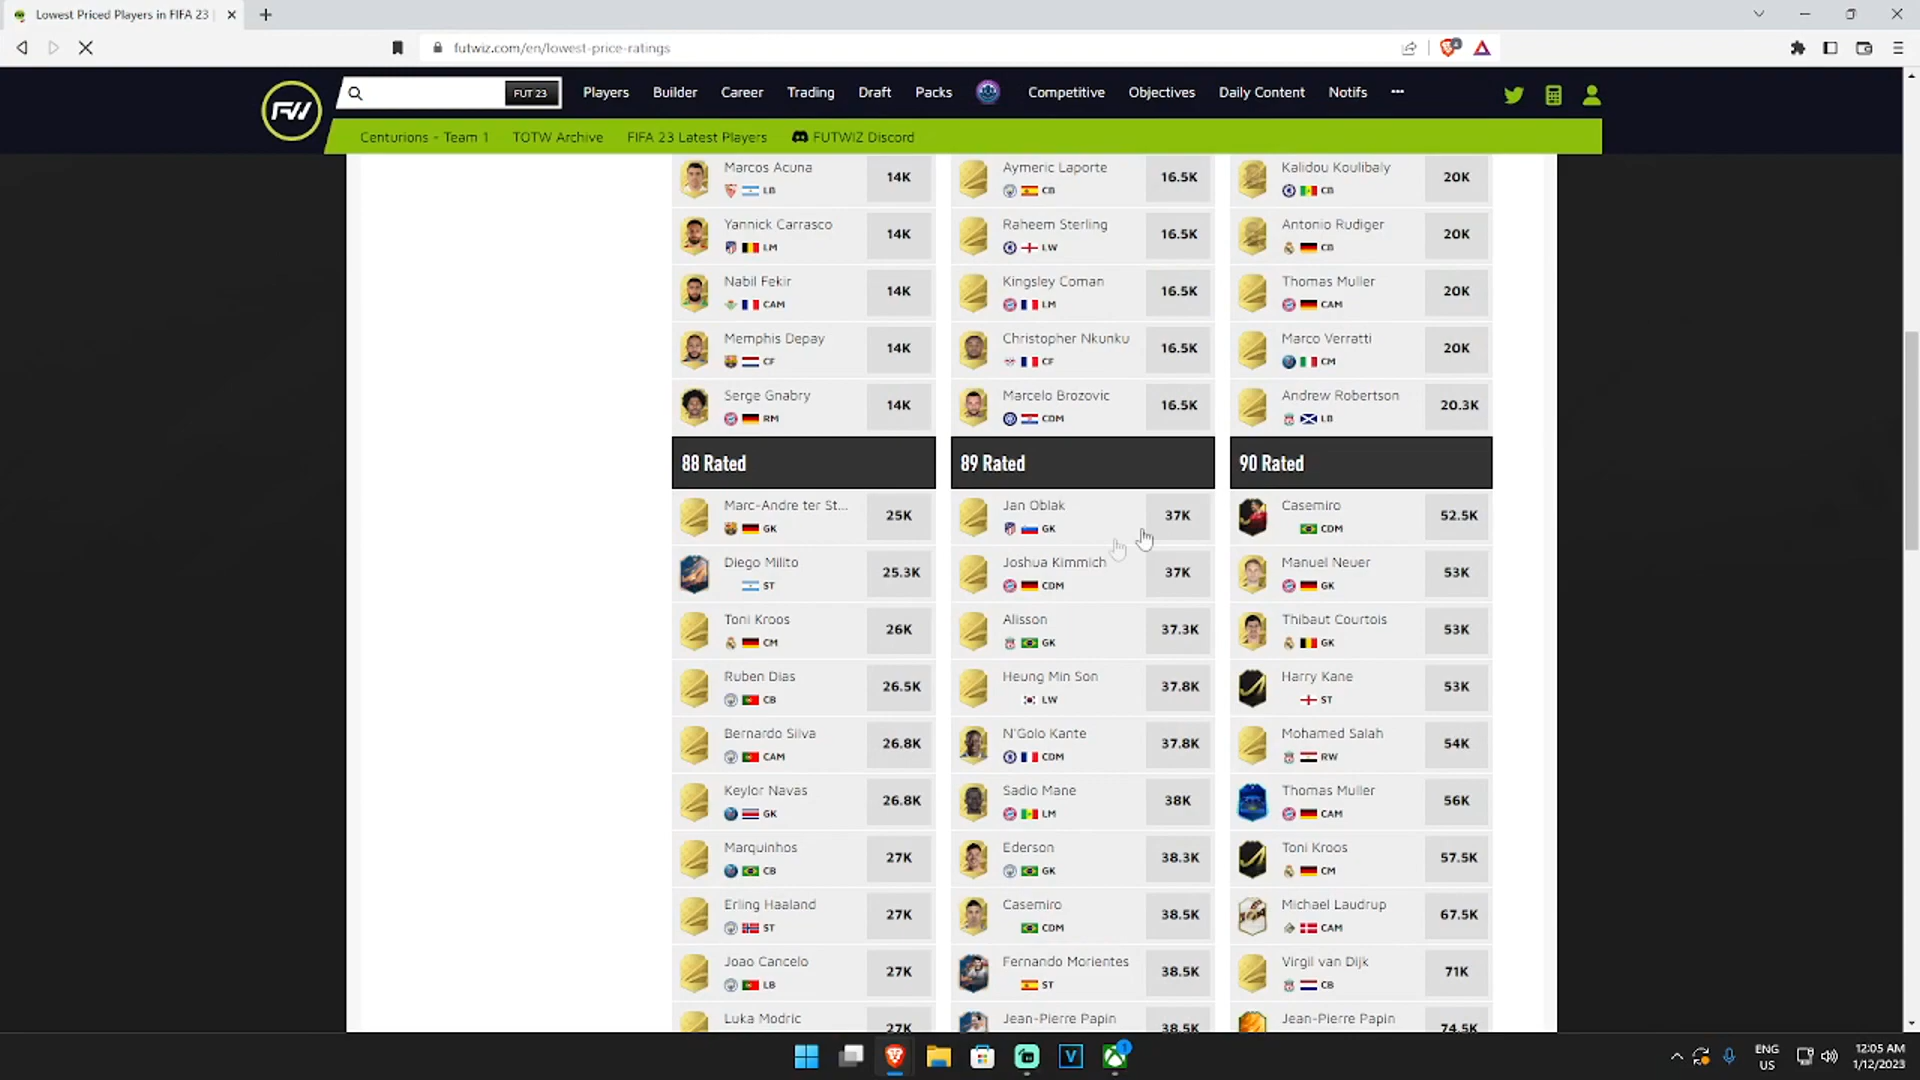 Lowest Priced Players in FIFA 23
futwiz.com/en/lowest-price-ratings
FW
FUT 23
Players Builder Career Trading Draft Packs Competitive Objectives Daily Content Notifs
Centurions - Team 1 TOTW Archive FIFA 23 Latest Players FUTWIZ Discord
Marcos Acuna
LB
14K
Yannick Carrasco
LM
14K
Nabil Fekir
CAM
14K
Memphis Depay
CF
14K
Serge Gnabry
RM
14K
Aymeric Laporte
CB
16.5K
Raheem Sterling
LW
16.5K
Kingsley Coman
LM
16.5K
Christopher Nkunku
CF
16.5K
Marcelo Brozovic
CDM
16.5K
Kalidou Koulibaly
CB
20K
Antonio Rudiger
CB
20K
Thomas Muller
CAM
20K
Marco Verratti
CM
20K
Andrew Robertson
LB
20.3K
88 Rated
Marc-Andre ter St...
GK
25K
Diego Milito
ST
25.3K
Toni Kroos
CM
26K
Ruben Dias
CB
26.5K
Bernardo Silva
CAM
26.8K
Keylor Navas
GK
26.8K
Marquinhos
CB
27K
Erling Haaland
ST
27K
Joao Cancelo
LB
27K
Luka Modric
27K
89 Rated
Jan Oblak
GK
37K
Joshua Kimmich
CDM
37K
Alisson
GK
37.3K
Heung Min Son
LW
37.8K
N'Golo Kante
CDM
37.8K
Sadio Mane
LM
38K
Ederson
GK
38.3K
Casemiro
CDM
38.5K
Fernando Morientes
ST
38.5K
Jean-Pierre Papin
38.5K
90 Rated
Casemiro
CDM
52.5K
Manuel Neuer
GK
53K
Thibaut Courtois
GK
53K
Harry Kane
ST
53K
Mohamed Salah
RW
54K
Thomas Muller
CAM
56K
Toni Kroos
CM
57.5K
Michael Laudrup
CAM
67.5K
Virgil van Dijk
CB
71K
Jean-Pierre Papin
74.5K
V
1
ENG
US
12:05 AM
1/12/2023